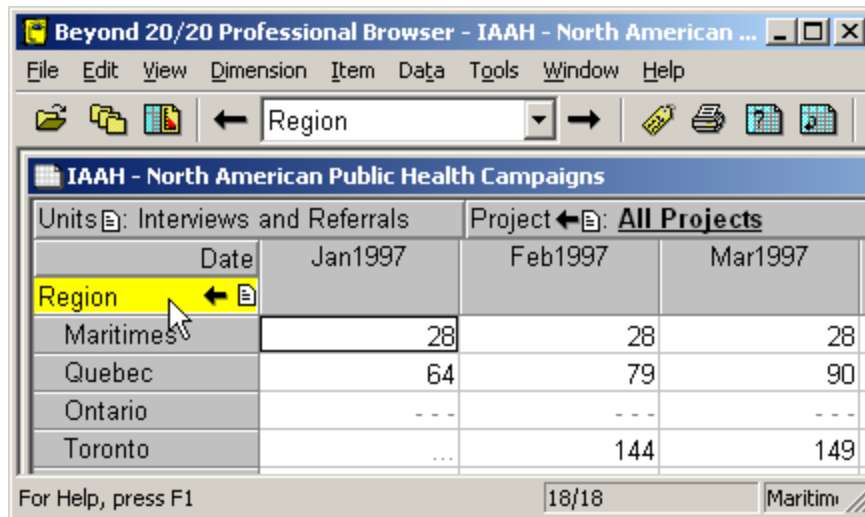 Beyond 20/20 Professional Browser - IAAH - North American ...
File Edit View Dimension Item Data Tools Window Help
Region
IAAH - North American Public Health Campaigns
Units: Interviews and Referrals Project: All Projects
Date Jan1997 Feb1997 Mar1997
Region
Maritimes 28 28 28
Quebec 64 79 90
Ontario - - - - - - - - -
Toronto ... 144 149
For Help, press F1 18/18